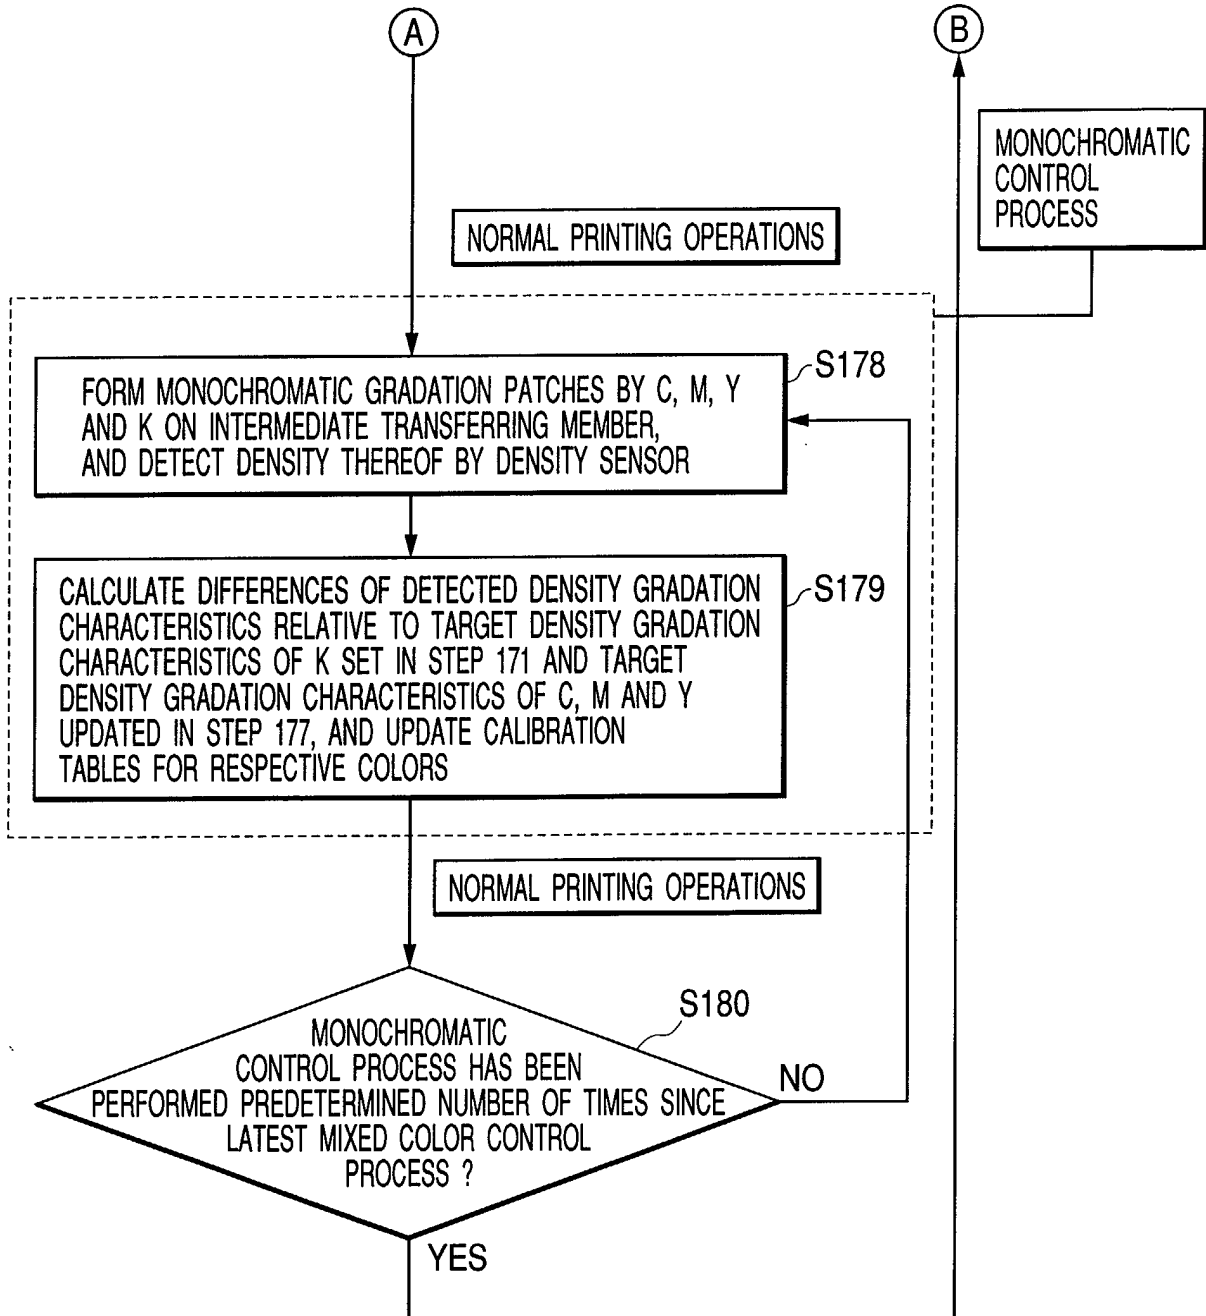 A
B
MONOCHROMATIC
CONTROL
PROCESS
NORMAL PRINTING OPERATIONS
S178
FORM MONOCHROMATIC GRADATION PATCHES BY C, M, Y
AND K ON INTERMEDIATE TRANSFERRING MEMBER,
AND DETECT DENSITY THEREOF BY DENSITY SENSOR
S179
CALCULATE DIFFERENCES OF DETECTED DENSITY GRADATION
CHARACTERISTICS RELATIVE TO TARGET DENSITY GRADATION
CHARACTERISTICS OF K SET IN STEP 171 AND TARGET
DENSITY GRADATION CHARACTERISTICS OF C, M AND Y
UPDATED IN STEP 177, AND UPDATE CALIBRATION
TABLES FOR RESPECTIVE COLORS
NORMAL PRINTING OPERATIONS
S180
MONOCHROMATIC
CONTROL PROCESS HAS BEEN
PERFORMED PREDETERMINED NUMBER OF TIMES SINCE
LATEST MIXED COLOR CONTROL
PROCESS ?
NO
YES